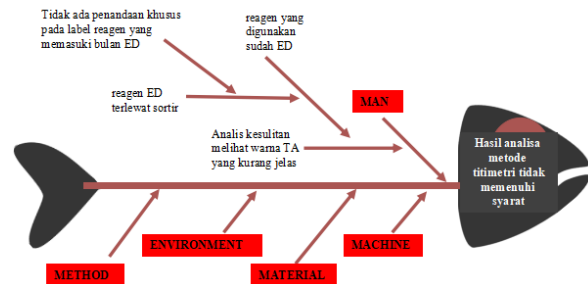 Tidak ada penandaan khusus
pada label reagen yang
memasuki bulan ED
reagen yang
digunakan
sudah ED
reagen ED
terlewat sortir
MAN
Analis kesulitan
melihat warna TA
yang kurang jelas
Hasil analisa
metode
titimetri tidak
memenuhi
syarat
ENVIRONMENT
MACHINE
METHOD
MATERIAL